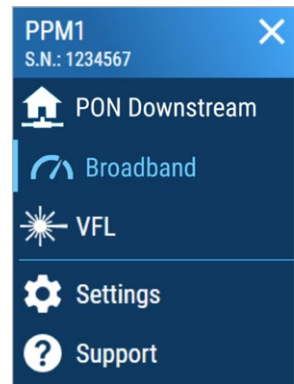 PPM1
S.N.: 1234567
PON Downstream
Broadband
VFL
Settings
? Support